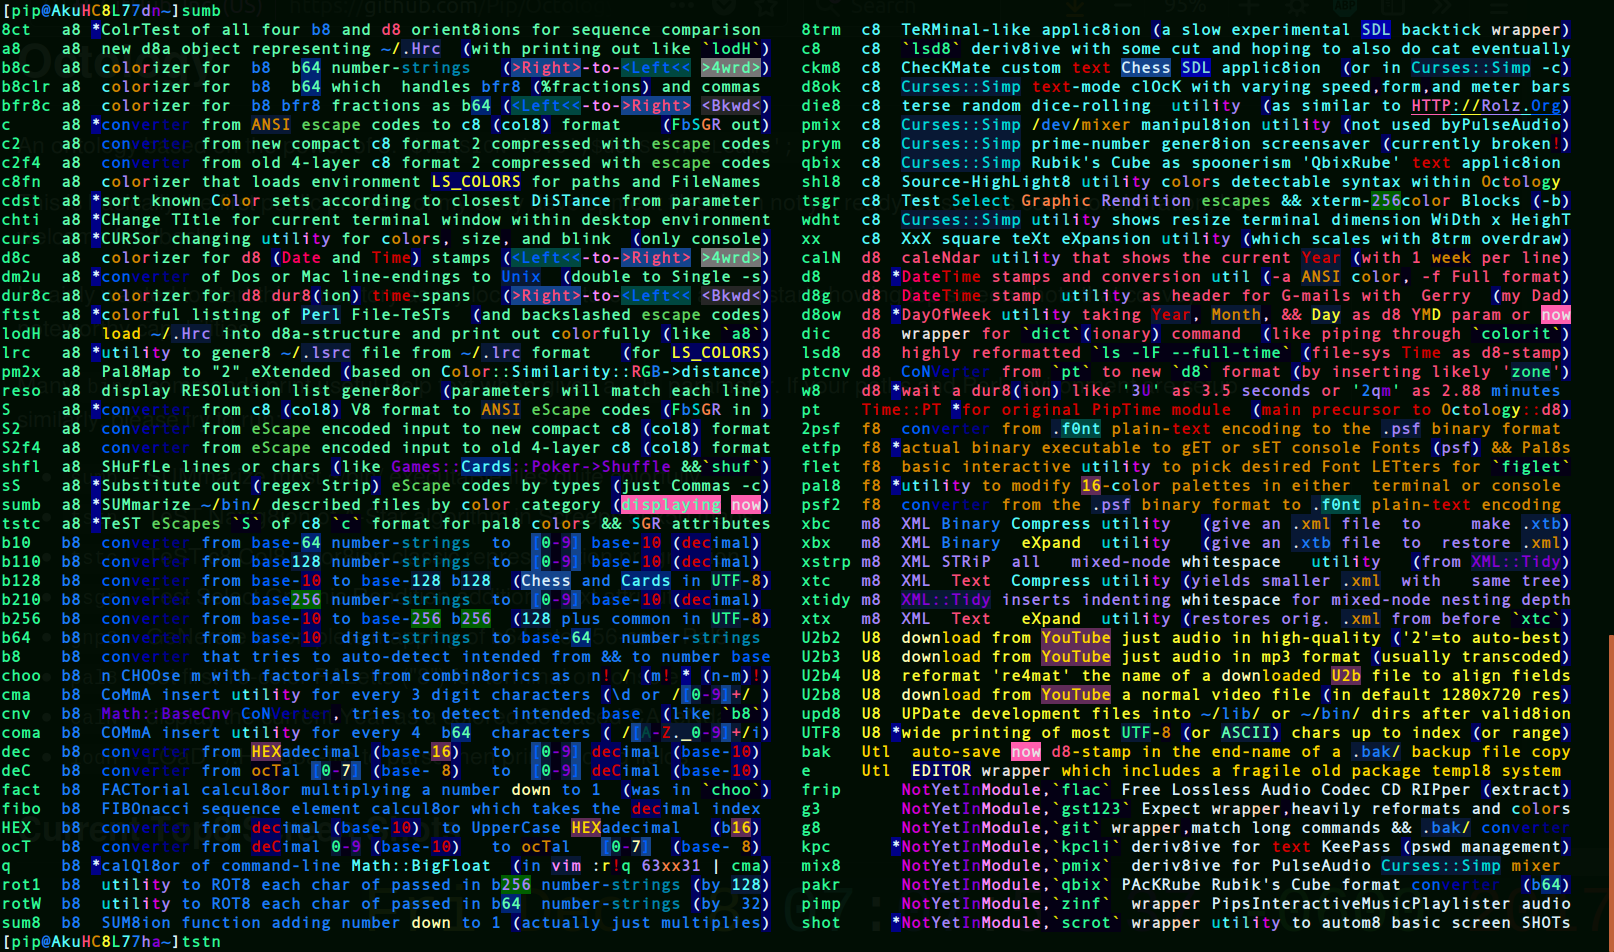 [pip@AkuHC8L77dn~]sumb
8ct   a8 *ColrTest of all four b8 and d8 orient8ions for sequence comparison
a8    a8  new d8a object representing ~/.Hrc  (with printing out like `lodH`)
b8c   a8  colorizer for  b8  b64 number-strings   (>Right>-to-<Left<< >4wrd>)
b8clr a8  colorizer for  b8  b64 which  handles bfr8 (%fractions) and commas
bfr8c a8  colorizer for  b8 bfr8 fractions as b64 (<Left<<-to->Right> <Bkwd<)
c     a8 *converter from ANSI escape codes to c8 (col8) format    (FbSGR out)
c2    a8  converter from new compact c8 format 2 compressed with escape codes
c2f4  a8  converter from old 4-layer c8 format 2 compressed with escape codes
c8fn  a8  colorizer that loads environment LS_COLORS for paths and FileNames
cdst  a8 *sort known Color sets according to closest DiSTance from parameter
chti  a8 *CHange TItle for current terminal window within desktop environment
curs  a8 *CURSor changing utility for colors, size, and blink  (only console)
d8c   a8  colorizer for d8 (Date and Time) stamps (<Left<<-to->Right> >4wrd>)
dm2u  a8 *converter of Dos or Mac line-endings to Unix  (double to Single -s)
dur8c a8 *colorizer for d8 dur8(ion) time-spans   (>Right>-to-<Left<< <Bkwd<)
ftst  a8 *colorful listing of Perl File-TeSTs  (and backslashed escape codes)
lodH  a8  load ~/.Hrc into d8a structure and print out colorfully (like `a8`)
lrc   a8 *utility to gener8 ~/.lsrc file from ~/.lrc format   (for LS_COLORS)
pm2x  a8  Pal8Map to "2" eXtended (based on Color::Similarity::RGB->distance)
reso  a8 *display RESOlution list gener8or  (parameters will match each line)
S     a8 *converter from c8 (col8) V8 format to ANSI eScape codes (FbSGR in )
S2    a8  converter from eScape encoded input to new compact c8 (col8) format
S2f4  a8  converter from eScape encoded input to old 4-layer c8 (col8) format
shfl  a8  SHuffLe lines or chars (like Games::Cards::Poker->Shuffle &&`shuf`)
sS    a8 *Substitute out (regex Strip) eScape codes by types (just Commas -c)
sumb  a8 *SUMmarize ~/bin/ described files by color category (displaying now)
tstc  a8 *TeST eScapes `S` of c8 `c` format for pal8 colors && SGR attributes
b10   b8  converter from base-64 number-strings  to  [0-9] base-10 (decimal)
b110  b8  converter from base128 number-strings  to  [0-9] base-10 (decimal)
b128  b8  converter from base-10 to base-128 b128  (Chess and Cards in UTF-8)
b210  b8  converter from base256 number-strings  to  [0-9] base-10 (decimal)
b256  b8  converter from base-10 to base-256 b256  (128 plus common in UTF-8)
b64   b8  converter from base-10 digit-strings to base-64  number-strings
b8    b8  converter that tries to auto-detect intended from && to number base
choo  b8  n CHOOse m with factorials from combin8orics as  n!/(m!* (n-m)!)
cma   b8  CoMmA insert utility for every 3 digit characters (\d or /[0-9]+/ )
cnv   b8  Math::BaseCnv CoNVerter, tries to detect intended base (like `b8`)
coma  b8  COMmA insert utility for every 4  b64  characters  ( /[A-Z._0-9]+/i)
dec   b8  converter from HEXadecimal (base-16)   to  [0-9] decimal (base-10)
deC   b8  converter from ocTal [0-7] (base- 8)   to  [0-9] deCimal (base-10)
fact  b8  FACTorial calcul8or multiplying a number down to 1  (was in `choo`)
fibo  b8  FIBOnacci sequence element calcul8or which takes the decimal index
HEX   b8  converter from decimal (base-10)  to UpperCase HEXadecimal   (b16)
ocT   b8  converter from deCimal 0-9 (base-10)   to ocTal   [0-7] (base- 8)
q     b8 *calQl8or of command-line Math::BigFloat  (in vim :r!q 63xx31 | cma)
rot1  b8  utility to ROT8 each char of passed in b256 number-strings (by 128)
rotW  b8  utility to ROT8 each char of passed in b64  number-strings (by  32)
sum8  b8  SUM8ion function adding number down to 1 (actually just multiplies)
8trm  c8  TeRMinal-like applic8ion (a slow experimental SDL backtick wrapper)
c8    c8  `lsd8` deriv8ive with some cut and hoping to also do cat eventually
ckm8  c8  ChecKMate custom text Chess SDL applic8ion  (or in Curses::Simp -c)
d8ok  c8  Curses::Simp text-mode clOcK with varying speed,form,and meter bars
die8  c8  terse random dice-rolling  utility  (as similar to HTTP://Rolz.Org)
pmix  c8  Curses::Simp /dev/mixer manipul8ion utility (not used byPulseAudio)
prym  c8  Curses::Simp prime-number gener8ion screensaver (currently broken!)
qbix  c8  Curses::Simp Rubik's Cube as spoonerism 'QbixRube' text applic8ion
shl8  c8  Source-HighLight8 utility colors detectable syntax within Octology
tsgr  c8  Test Select Graphic Rendition escapes && xterm-256color Blocks (-b)
wdht  c8  Curses::Simp utility shows resize terminal dimension WiDth x HeighT
xx    c8  XxX square teXt eXpansion utility (which scales with 8trm overdraw)
calN  d8  caleNdar utility that shows the current Year (with 1 week per line)
d8    d8 *DateTime stamps and conversion util (-a ANSI color, -f Full format)
d8g   d8  DateTime stamp  utility as header for G-mails with  Gerry  (my Dad)
d8ow  d8 *DayOfWeek utility taking Year, Month, && Day as d8 YMD param or now
dic   d8  wrapper for `dict`(ionary) command  (like piping through `colorit`)
lsd8  d8  highly reformatted `ls -lF --full-time` (file-sys Time as d8-stamp)
ptcnv d8  CoNVerter from `pt` to new `d8` format (by inserting likely 'zone')
w8    d8 *wait a dur8(ion) like '3U' as 3.5 seconds or '2qm' as 2.88 minutes
pt    Time::PT *for original PipTime module  (main precursor to Octology::d8)
2psf  f8  converter from .f0nt plain-text encoding to the .psf binary format
etfp  f8 *actual binary executable to gET or sET console Fonts (psf) && Pal8s
flet  f8  basic interactive utility to pick desired Font LETters for `figlet`
pal8  f8 *utility to modify 16-color palettes in either  terminal or console
psf2  f8  converter from the .psf binary format to .f0nt plain-text encoding
xbc   m8  XML Binary Compress utility   (give an .xml file  to     make .xtb)
xbx   m8  XML Binary  eXpand  utility   (give an .xtb file  to  restore .xml)
xstrp m8  XML STRiP  all   mixed-node whitespace   utility  (from XML::Tidy)
xtc   m8  XML  Text  Compress utility (yields smaller .xml  with   same tree)
xtidy m8  XML::Tidy inserts indenting whitespace for mixed-node nesting depth
xtx   m8  XML  Text   eXpand  utility (restores orig. .xml from before `xtc`)
U2b2  U8  download from YouTube just audio in high-quality ('2'=to auto-best)
U2b3  U8  download from YouTube just audio in mp3 format (usually transcoded)
U2b4  U8  reformat 're4mat' the name of a downloaded U2b file to align fields
U2b8  U8  download from YouTube a normal video file (in default 1280x720 res)
upd8  U8  UPDate development files into ~/lib/ or ~/bin/ dirs after valid8ion
UTF8  U8 *wide printing of most UTF-8 (or ASCII) chars up to index (or range)
bak   Utl  auto-save now d8-stamp in the end-name of a .bak/ backup file copy
e     Utl  EDITOR wrapper which includes a fragile old package templ8 system
frip      NotYetInModule,`flac` Free Lossless Audio Codec CD RIPper (extract)
g3        NotYetInModule,`gst123` Expect wrapper,heavily reformats and colors
g8        NotYetInModule,`git` wrapper,match long commands && .bak/ converter
kpc      *NotYetInModule,`kpcli` deriv8ive for text KeePass (pswd management)
mix8      NotYetInModule,`pmix`  deriv8ive for PulseAudio Curses::Simp mixer
pakr      NotYetInModule,`qbix` PAcKRube Rubik's Cube format converter  (b64)
pimp      NotYetInModule,`zinf`  wrapper PipsInteractiveMusicPlaylister audio
shot     *NotYetInModule,`scrot` wrapper utility to autom8 basic screen SHOTs
[pip@AkuHC8L77ha~]tstn